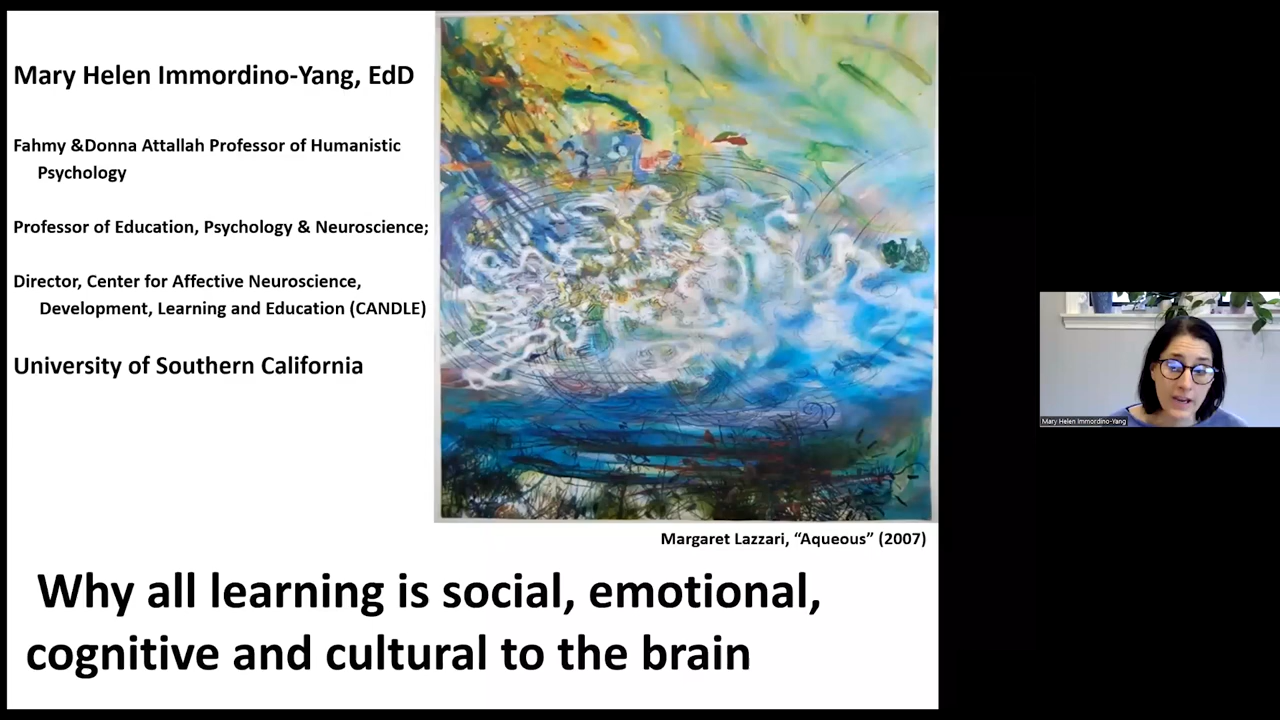 Mary Helen Immordino-Yang, EdD
Fahmy &Donna Attallah Professor of Humanistic
Psychology
Professor of Education, Psychology & Neuroscience;
Director, Center for Affective Neuroscience,
Development, Learning and Education (CANDLE)
University of Southern California
Margaret Lazzari, “Aqueous” (2007)
Why all learning is social, emotional,
cognitive and cultural to the brain
Mary Helen Immordino-Yang